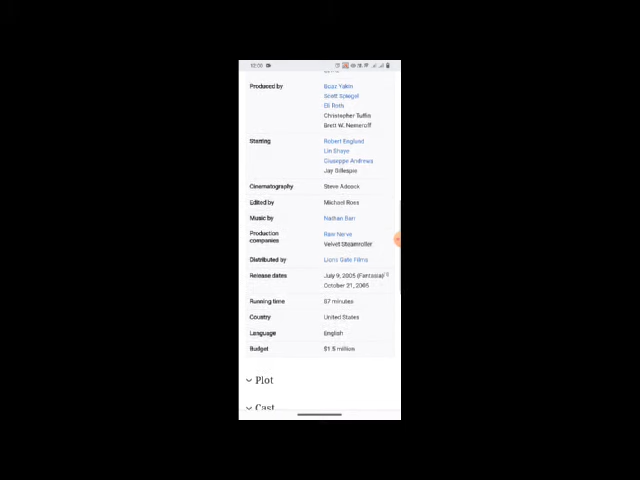 12:00
Produced by
Boaz Yakin
Scott Spiegel
Eli Roth
Christopher Tuffin
Brett W. Nemeroff
Starring
Robert Englund
Lin Shaye
Giuseppe Andrews
Jay Gillespie
Cinematography
Steve Adcock
Edited by
Michael Ross
Music by
Nathan Barr
Production
companies
Raw Nerve
Velvet Steamroller
Distributed by
Lions Gate Films
Release dates
July 9, 2005 (Fantasia)[1]
October 21, 2005
Running time
87 minutes
Country
United States
Language
English
Budget
$1.5 million
Plot
Cast